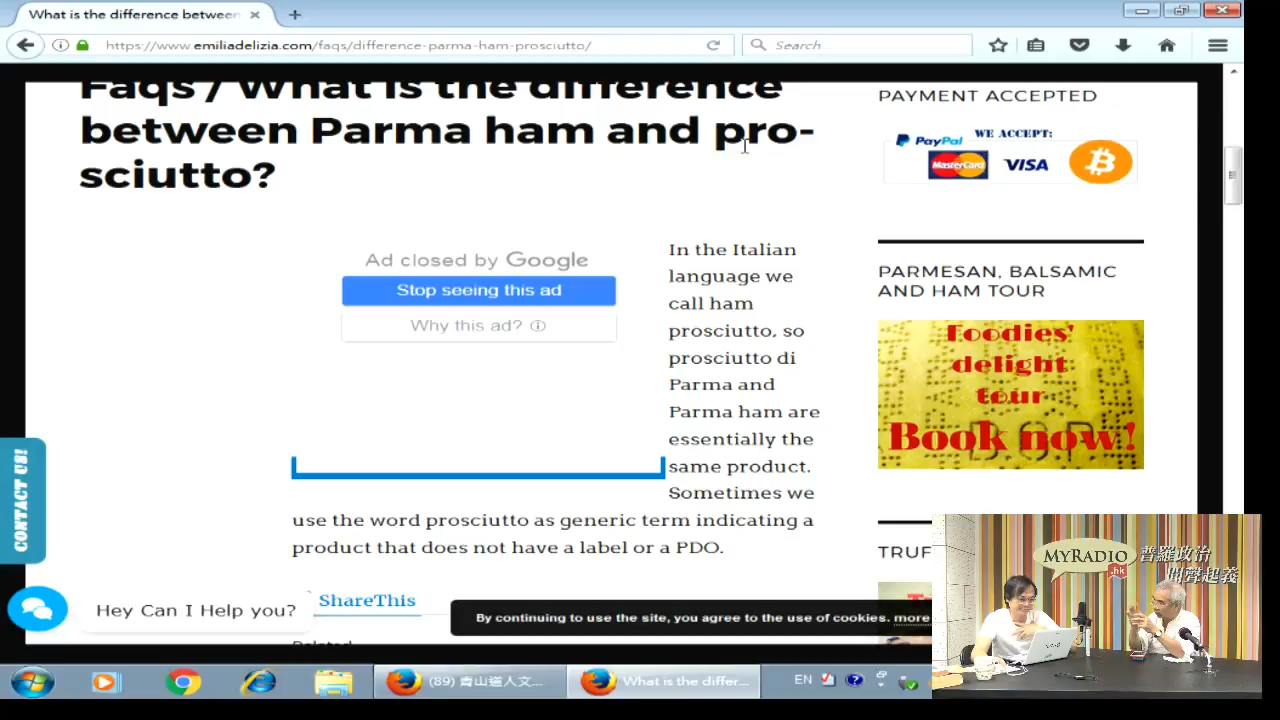 What is the difference between
https://www.emiliadelizia.com/faqs/difference-parma-ham-prosciutto/
Search...
Faqs / What is the difference
between Parma ham and pro-
sciutto?
Ad closed by Google
Stop seeing this ad
Why this ad?
In the Italian
language we
call ham
prosciutto, so
prosciutto di
Parma and
Parma ham are
essentially the
same product.
Sometimes we
use the word prosciutto as generic term indicating a
product that does not have a label or a PDO.
ShareThis
Related
PAYMENT ACCEPTED
WE ACCEPT:
PayPal
MasterCard
VISA
PARMESAN, BALSAMIC
AND HAM TOUR
Foodies'
delight
tour
Book now!
TRUF
CONTACT US!
Hey Can I Help you?
By continuing to use the site, you agree to the use of cookies. more
MYRADIO
.hk
普羅政治
聞聲起義
(89) 青山道人文...
What is the differ...
EN